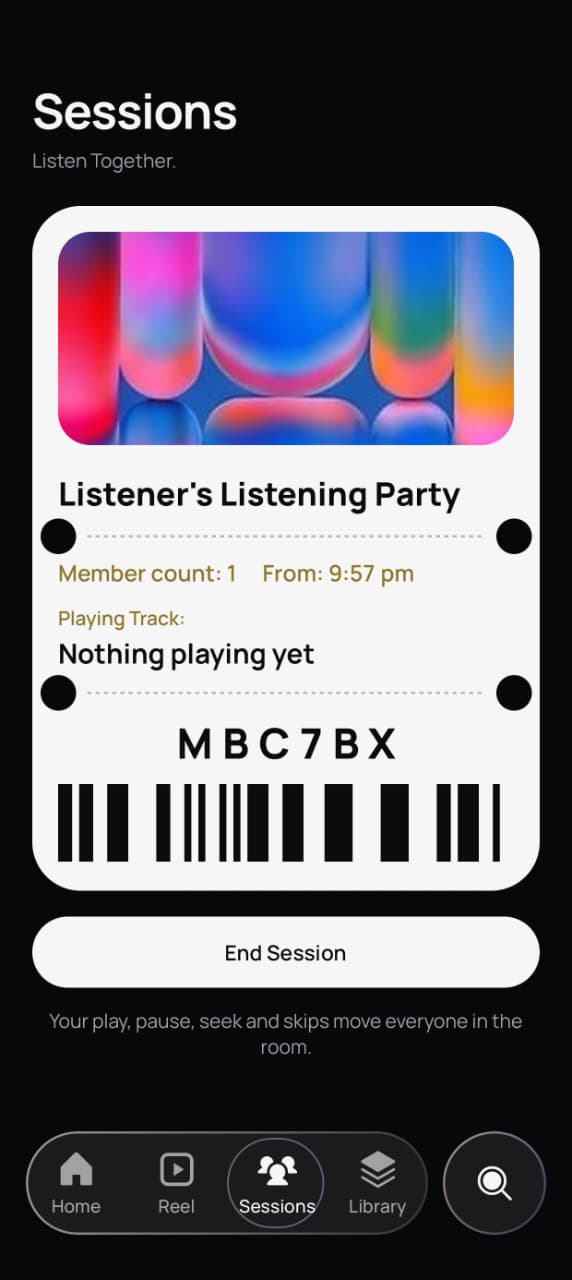 Sessions
Listen Together.
Listener's Listening Party
Member count: 1 From: 9:57 pm
Playing Track:
Nothing playing yet
MBC7BX
End Session
Your play, pause, seek and skips move everyone in the
room.
Home Reel Sessions Library